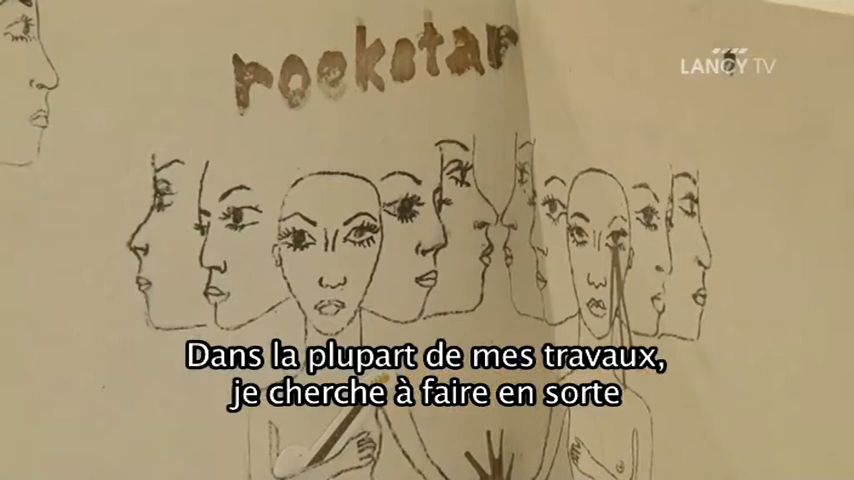 rockstar
LANCY TV
Dans la plupart de mes travaux,
je cherche à faire en sorte